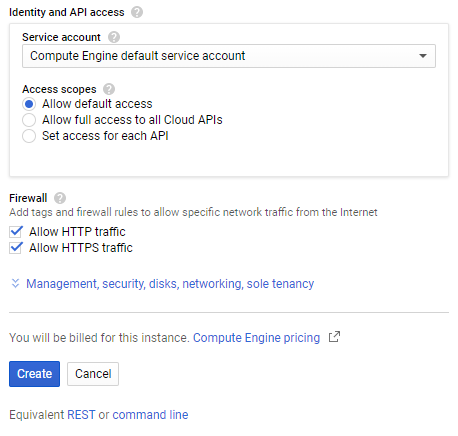 Identity and API access ?
Service account ?
Compute Engine default service account
Access scopes ?
Allow default access
Allow full access to all Cloud APIs
Set access for each API
Firewall ?
Add tags and firewall rules to allow specific network traffic from the Internet
Allow HTTP traffic
Allow HTTPS traffic
Management, security, disks, networking, sole tenancy
You will be billed for this instance. Compute Engine pricing
Create Cancel
Equivalent REST or command line